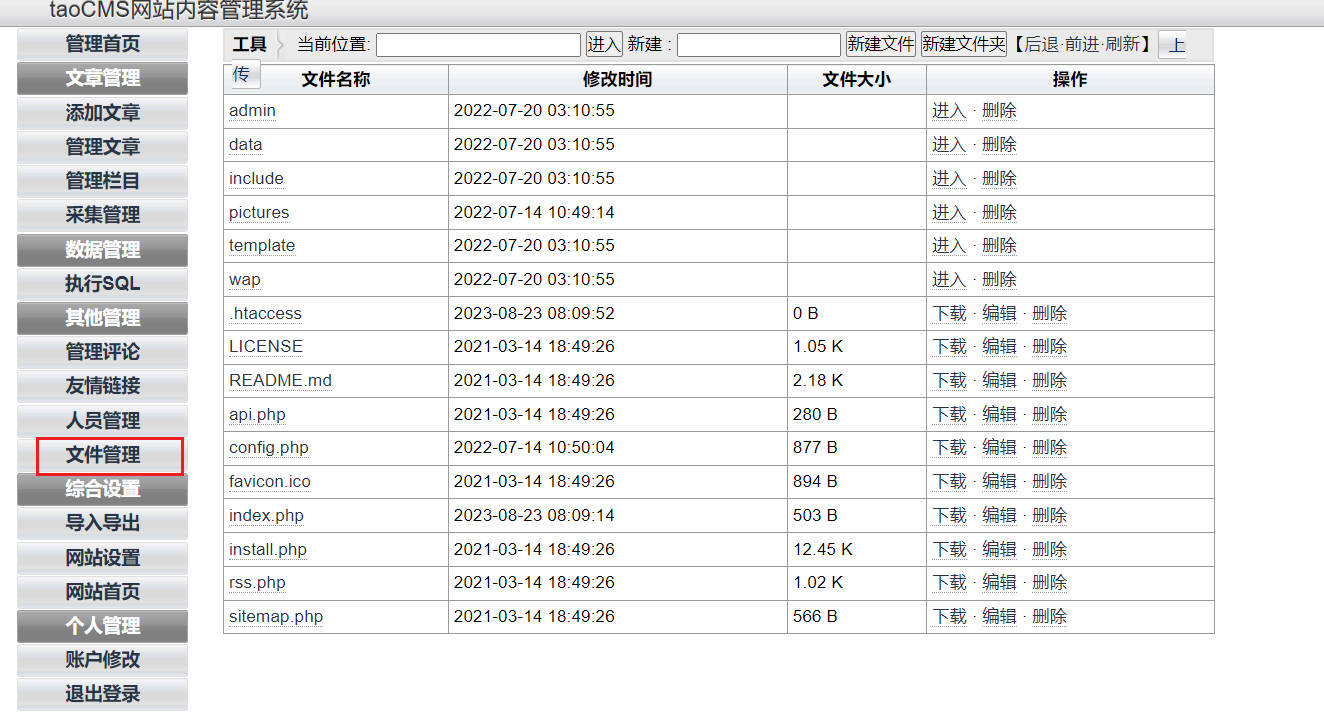 taoCMS网站内容管理系统
管理首页
文章管理
添加文章
管理文章
管理栏目
采集管理
数据管理
执行SQL
其他管理
管理评论
友情链接
人员管理
文件管理
综合设置
导入导出
网站设置
网站首页
个人管理
账户修改
退出登录
工具 当前位置: 进入 新建 : 新建文件 新建文件夹 【后退·前进·刷新】 上
传
文件名称 修改时间 文件大小 操作
admin 2022-07-20 03:10:55 进入 · 删除
data 2022-07-20 03:10:55 进入 · 删除
include 2022-07-20 03:10:55 进入 · 删除
pictures 2022-07-14 10:49:14 进入 · 删除
template 2022-07-20 03:10:55 进入 · 删除
wap 2022-07-20 03:10:55 进入 · 删除
.htaccess 2023-08-23 08:09:52 0 B 下载 · 编辑 · 删除
LICENSE 2021-03-14 18:49:26 1.05 K 下载 · 编辑 · 删除
README.md 2021-03-14 18:49:26 2.18 K 下载 · 编辑 · 删除
api.php 2021-03-14 18:49:26 280 B 下载 · 编辑 · 删除
config.php 2022-07-14 10:50:04 877 B 下载 · 编辑 · 删除
favicon.ico 2021-03-14 18:49:26 894 B 下载 · 编辑 · 删除
index.php 2023-08-23 08:09:14 503 B 下载 · 编辑 · 删除
install.php 2021-03-14 18:49:26 12.45 K 下载 · 编辑 · 删除
rss.php 2021-03-14 18:49:26 1.02 K 下载 · 编辑 · 删除
sitemap.php 2021-03-14 18:49:26 566 B 下载 · 编辑 · 删除